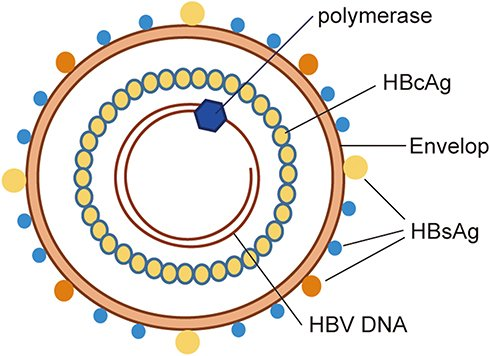 polymerase
HBcAg
Envelop
HBsAg
HBV DNA